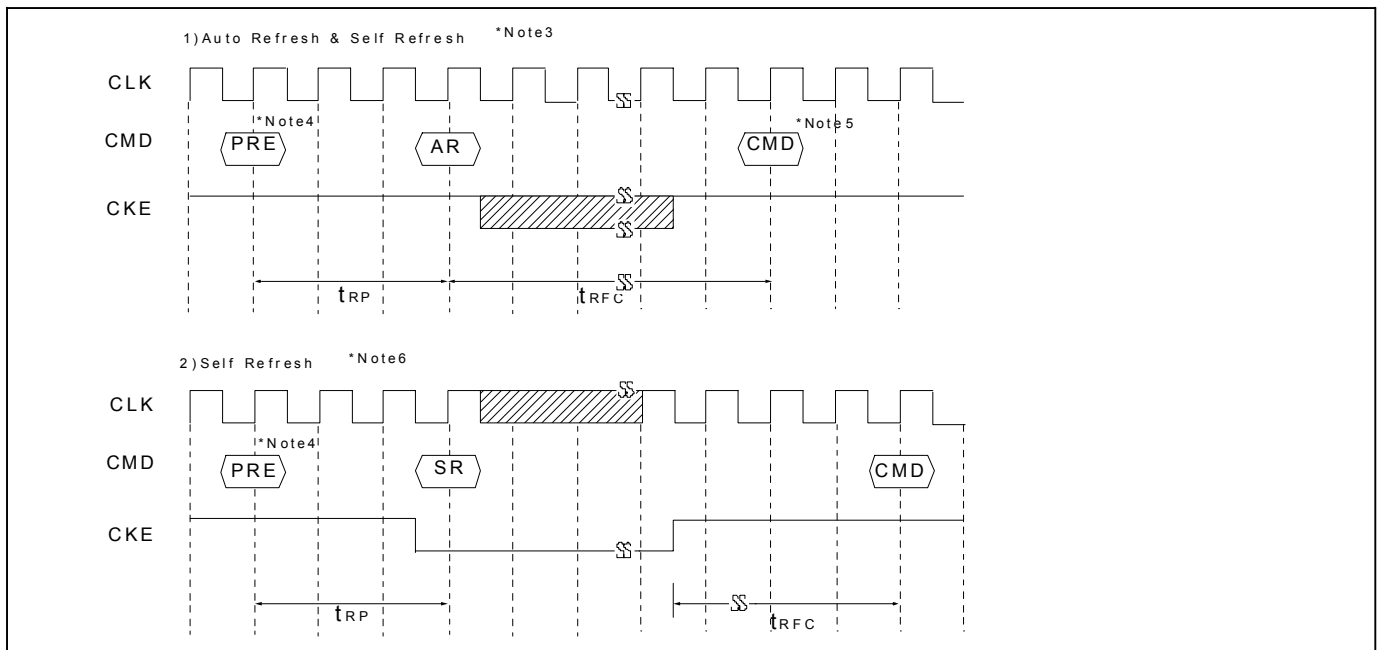 1)Auto Refresh & Self Refresh *Note3
CLK
*Note4 *Note5
CMD PRE AR CMD
CKE
tRP tRFC
2)Self Refresh *Note6
CLK
*Note4
CMD PRE SR CMD
CKE
tRP tRFC